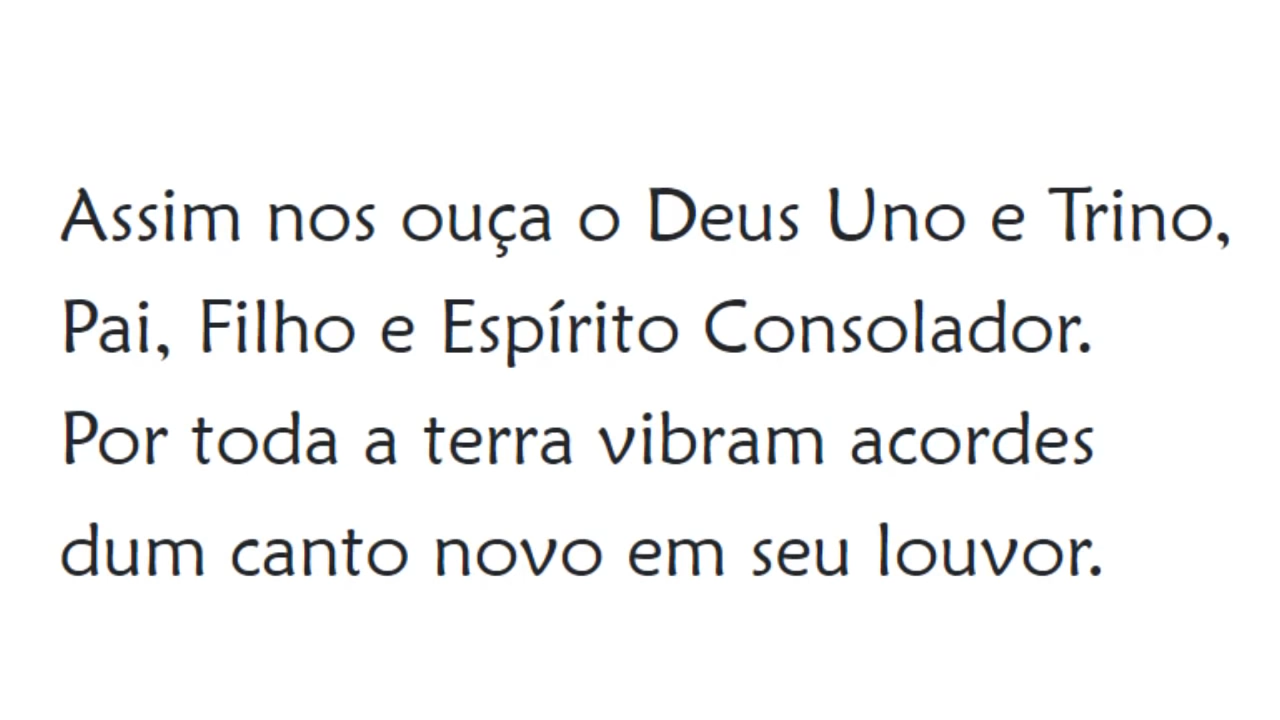 Assim nos ouça o Deus Uno e Trino,
Pai, Filho e Espírito Consolador.
Por toda a terra vibram acordes
dum canto novo em seu louvor.